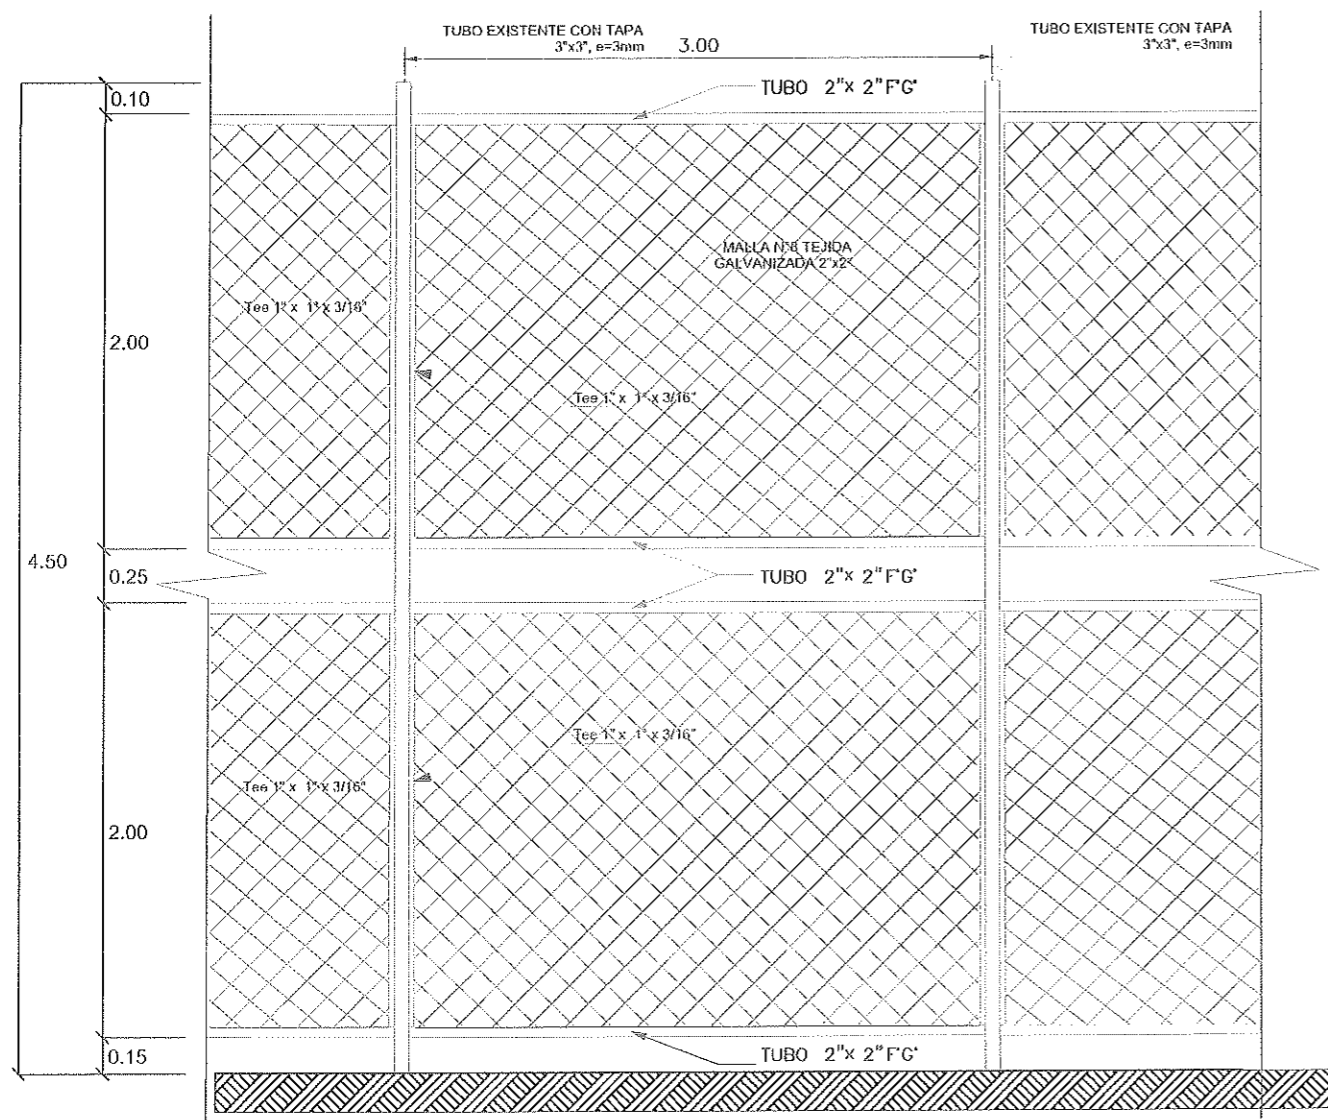 TUBO EXISTENTE CON TAPA
3"x3", e=3mm
3.00
TUBO EXISTENTE CON TAPA
3"x3", e=3mm
0.10
TUBO 2"x 2"F°G°
MALLA N°8 TEJIDA
GALVANIZADA 2"x2"
Tee 1" x 1" x 3/16"
2.00
Tee 1" x 1" x 3/16"
4.50
0.25
TUBO 2"x 2"F°G°
Tee 1" x 1" x 3/16"
Tee 1" x 1" x 3/16"
2.00
0.15
TUBO 2"x 2"F°G°